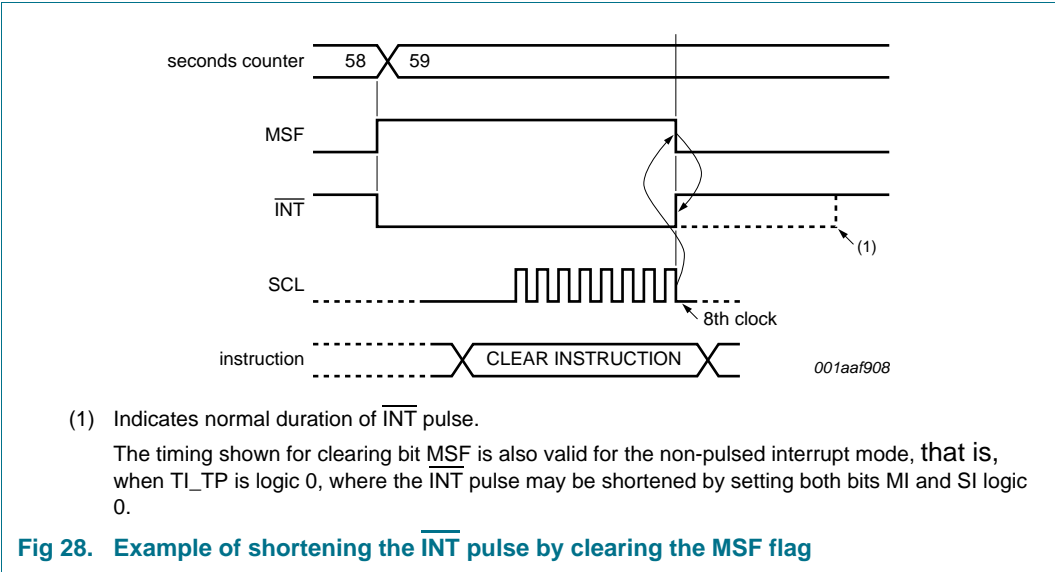 seconds counter 58 59
MSF
INT
(1)
SCL
8th clock
instruction CLEAR INSTRUCTION
001aaf908
(1) Indicates normal duration of INT pulse.
The timing shown for clearing bit MSF is also valid for the non-pulsed interrupt mode, that is,
when TI_TP is logic 0, where the INT pulse may be shortened by setting both bits MI and SI logic
0.
Fig 28. Example of shortening the INT pulse by clearing the MSF flag